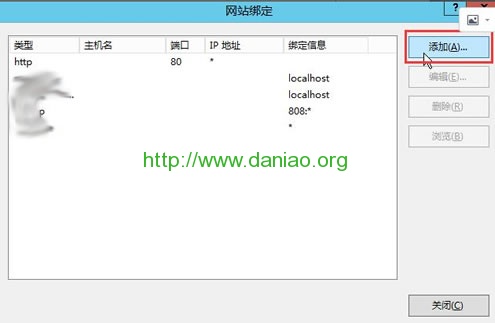 网站绑定
?
类型 主机名 端口 IP 地址 绑定信息
http 80 *
localhost
localhost
p 808:*
*
添加(A)...
编辑(E)...
删除(R)
浏览(B)
http://www.daniao.org
关闭(C)